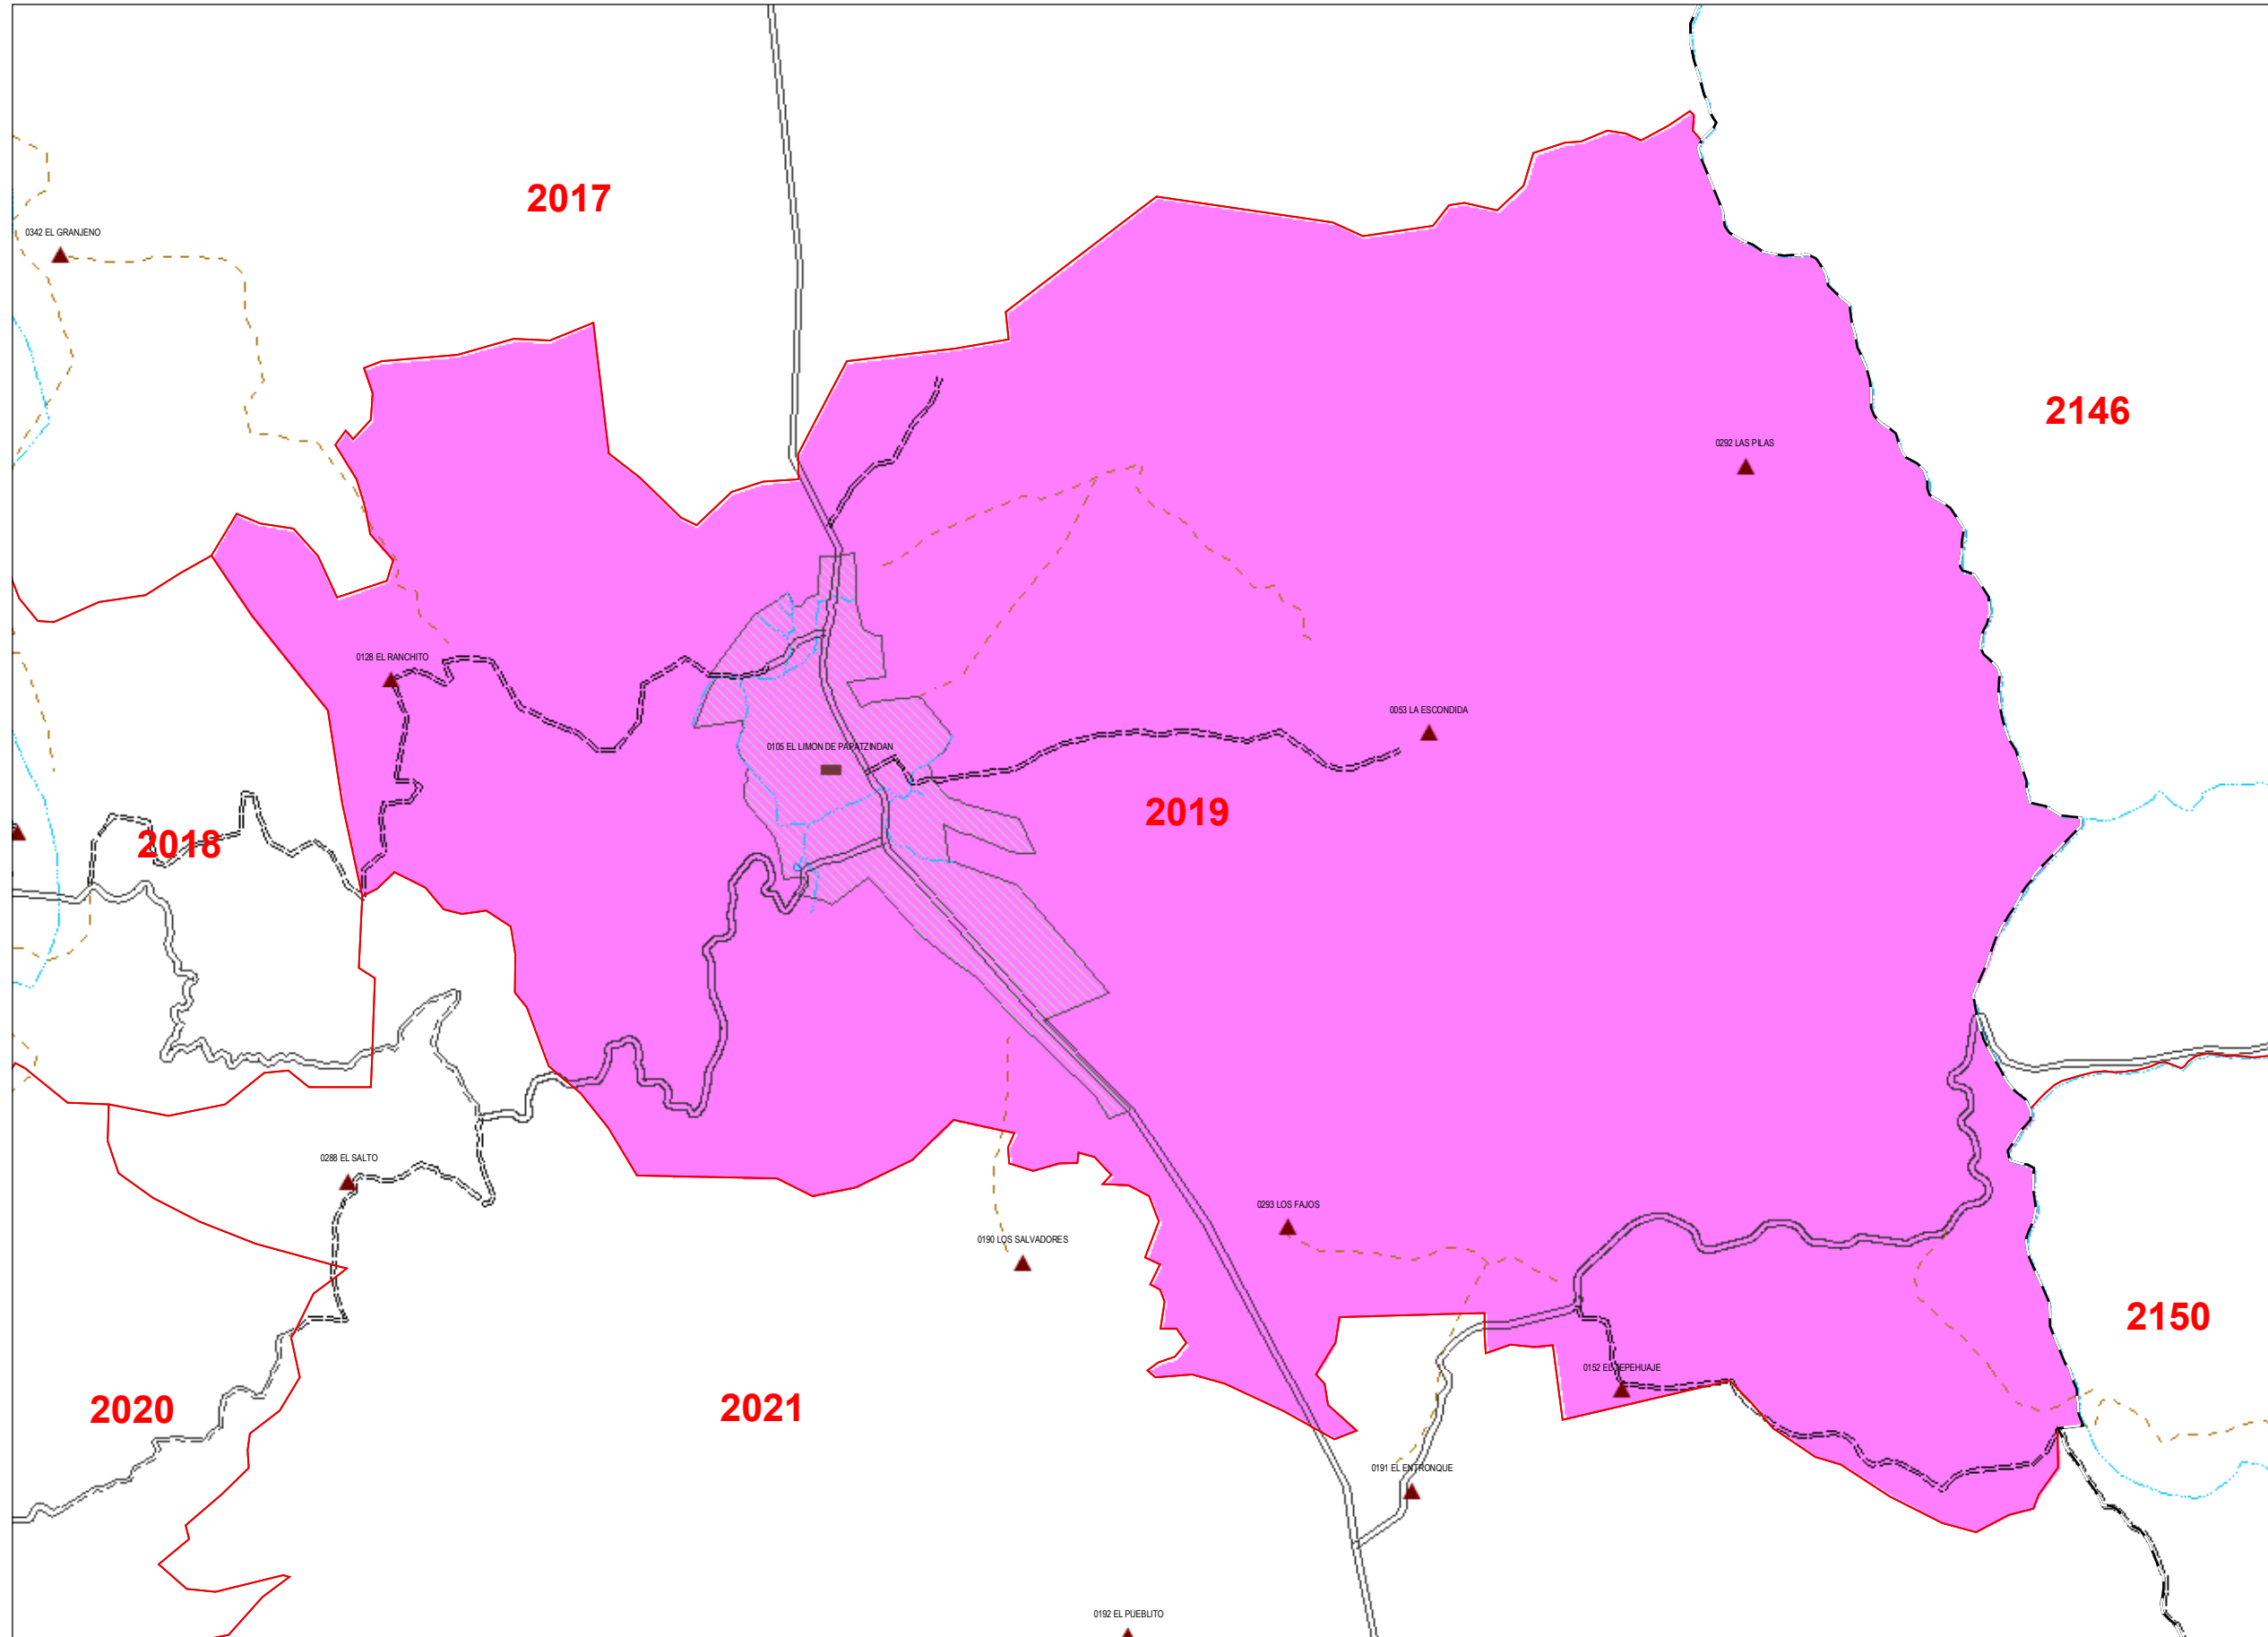 2017
0342 EL GRANJENO
2146
0292 LAS PILAS
0128 EL RANCHITO
0053 LA ESCONDIDA
0105 EL LIMON DE PAPATZINDAN
2019
2018
0288 EL SALTO
0293 LOS FAJOS
0190 LOS SALVADORES
2150
0152 EL TEPEHUAJE
2020
2021
0191 EL ENTRONQUE
0192 EL PUEBLITO